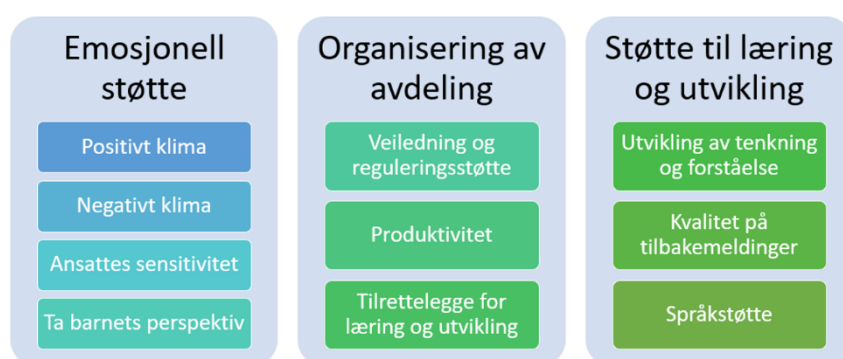 Emosjonell
støtte
Positivt klima
Negativt klima
Ansattes sensitivitet
Ta barnets perspektiv
Organisering av
avdeling
Veiledning og
reguleringsstøtte
Produktivitet
Tilrettelegge for
læring og utvikling
Støtte til læring
og utvikling
Utvikling av tenkning
og forståelse
Kvalitet på
tilbakemeldinger
Språkstøtte